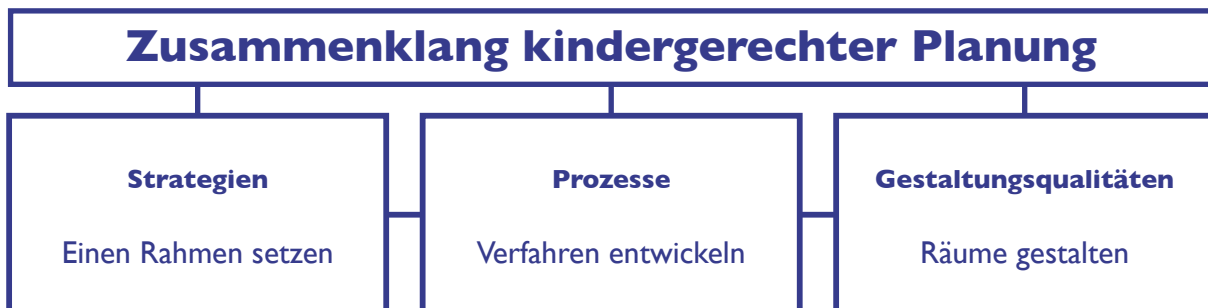 Zusammenklang kindergerechter Planung
Strategien
Einen Rahmen setzen
Prozesse
Verfahren entwickeln
Gestaltungsqualitäten
Räume gestalten